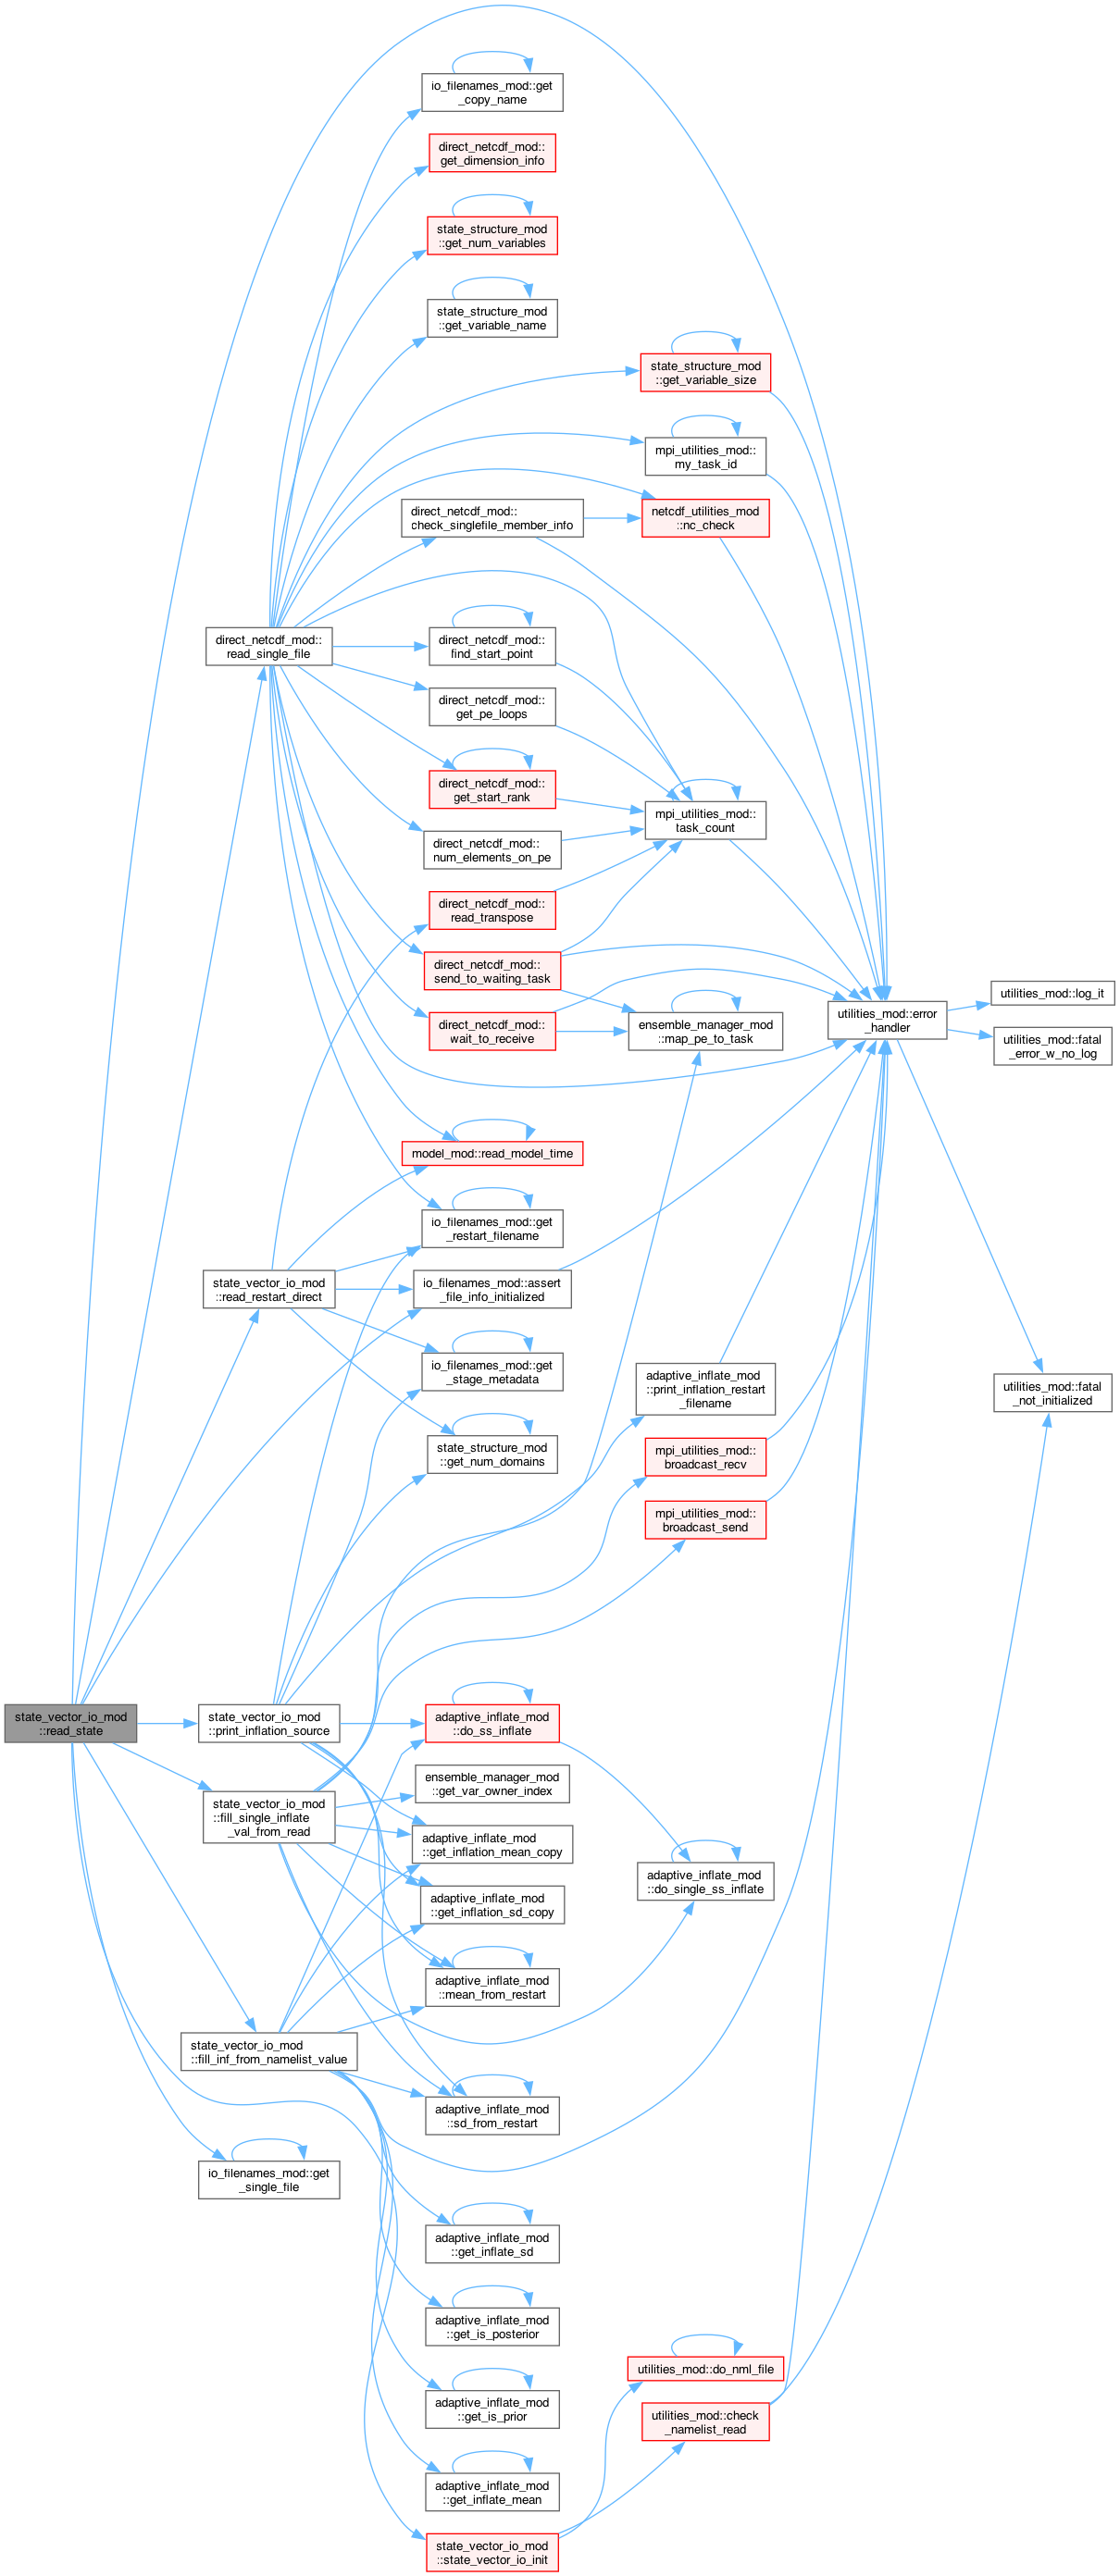 io_filenames_mod::get
_copy_name
direct_netcdf_mod::
get_dimension_info
state_structure_mod
::get_num_variables
state_structure_mod
::get_variable_name
state_structure_mod
::get_variable_size
mpi_utilities_mod::
my_task_id
direct_netcdf_mod::
check_singlefile_member_info
netcdf_utilities_mod
::nc_check
direct_netcdf_mod::
read_single_file
direct_netcdf_mod::
find_start_point
direct_netcdf_mod::
get_pe_loops
direct_netcdf_mod::
get_start_rank
mpi_utilities_mod::
task_count
direct_netcdf_mod::
num_elements_on_pe
direct_netcdf_mod::
read_transpose
direct_netcdf_mod::
send_to_waiting_task
direct_netcdf_mod::
wait_to_receive
ensemble_manager_mod
::map_pe_to_task
utilities_mod::error
_handler
utilities_mod::log_it
utilities_mod::fatal
_error_w_no_log
model_mod::read_model_time
io_filenames_mod::get
_restart_filename
state_vector_io_mod
::read_restart_direct
io_filenames_mod::assert
_file_info_initialized
io_filenames_mod::get
_stage_metadata
adaptive_inflate_mod
::print_inflation_restart
_filename
utilities_mod::fatal
_not_initialized
state_structure_mod
::get_num_domains
mpi_utilities_mod::
broadcast_recv
mpi_utilities_mod::
broadcast_send
state_vector_io_mod
::read_state
state_vector_io_mod
::print_inflation_source
adaptive_inflate_mod
::do_ss_inflate
ensemble_manager_mod
::get_var_owner_index
state_vector_io_mod
::fill_single_inflate
_val_from_read
adaptive_inflate_mod
::get_inflation_mean_copy
adaptive_inflate_mod
::do_single_ss_inflate
adaptive_inflate_mod
::get_inflation_sd_copy
adaptive_inflate_mod
::mean_from_restart
state_vector_io_mod
::fill_inf_from_namelist_value
adaptive_inflate_mod
::sd_from_restart
io_filenames_mod::get
_single_file
adaptive_inflate_mod
::get_inflate_sd
adaptive_inflate_mod
::get_is_posterior
utilities_mod::do_nml_file
adaptive_inflate_mod
::get_is_prior
utilities_mod::check
_namelist_read
adaptive_inflate_mod
::get_inflate_mean
state_vector_io_mod
::state_vector_io_init